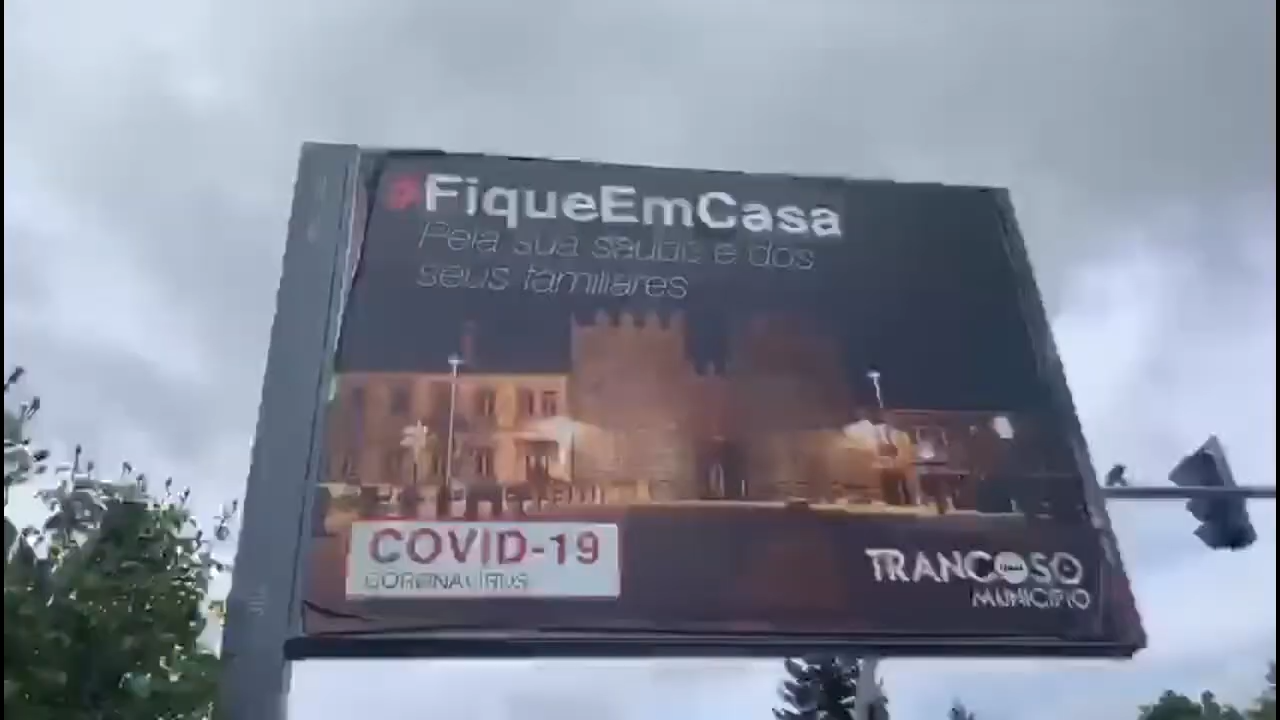 #FiqueEmCasa
Pela sua saúde e dos
seus familiares
COVID-19
CORONAVÍRUS
TRANCOSO
MUNICÍPIO